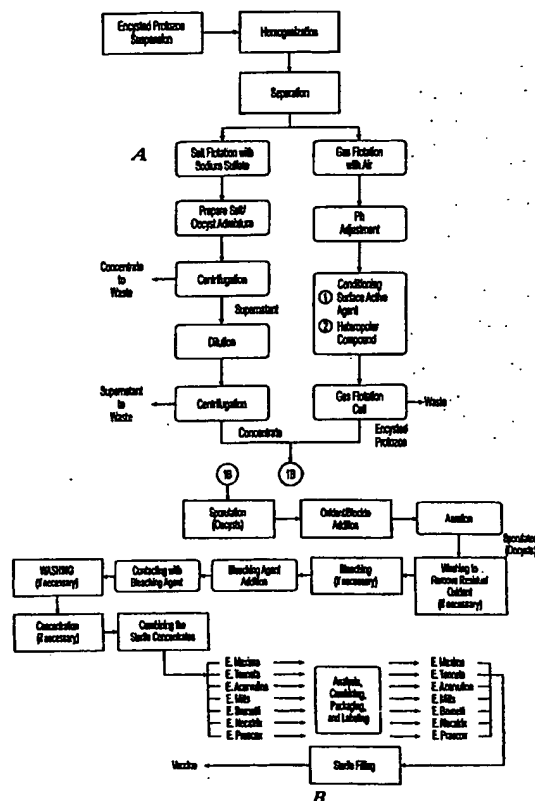 Encysted Protozoa
Suspension
Homogenization
Separation
A
Salt Flotation with
Sodium Sulfate
Gas Flotation
with Air
Prepare Salt/
Oocyst Admixture
Ph
Adjustment
Concentrate
to
Waste
Centrifugation
Supernatant
Conditioning
1 Surface Active
Agent
2 Heteropolar
Compound
Dilution
Supernatant
to
Waste
Centrifugation
Gas Flotation
Cell
Waste
Concentrate
Encysted
Protozoa
1B
1B
Sporulation
(Oocysts)
Oxidant/Biocide
Addition
Aeration
Sporulated
(Oocysts)
WASHING
(if necessary)
Contacting with
Bleaching Agent
Bleaching Agent
Addition
Bleaching
(if necessary)
Washing to
Remove Residual
Oxidant
(if necessary)
Concentration
(if necessary)
Combining the
Sterile Concentrates
E. Maxima
E. Tenella
E. Acervulina
E. Mitis
E. Brunetti
E. Necatrix
E. Praecox
Analysis,
Combining,
Packaging,
and Labeling
E. Maxima
E. Tenella
E. Acervulina
E. Mitis
E. Brunetti
E. Necatrix
E. Praecox
Vaccine
Sterile Filling
B